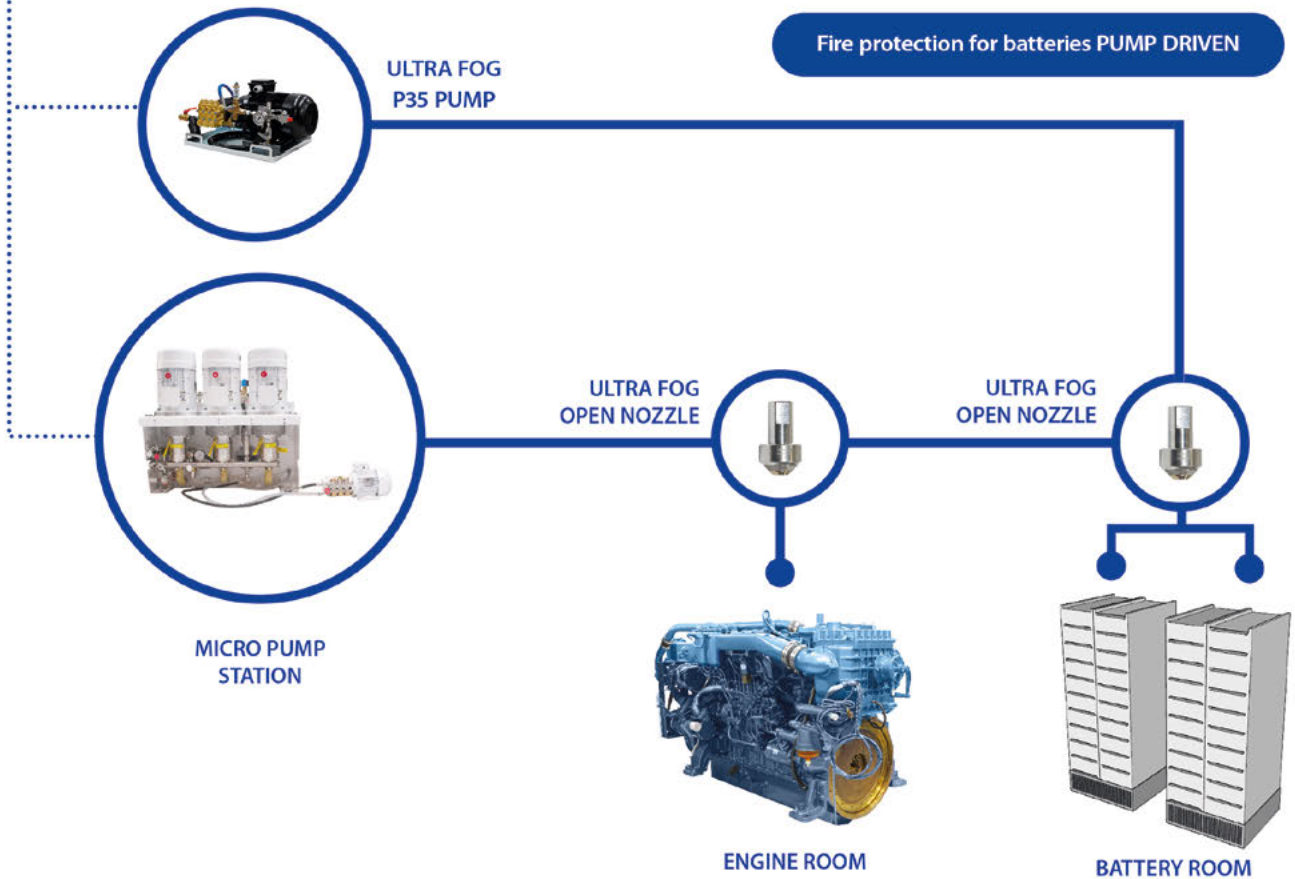 Fire protection for batteries PUMP DRIVEN
ULTRA FOG
P35 PUMP
ULTRA FOG
OPEN NOZZLE
ULTRA FOG
OPEN NOZZLE
MICRO PUMP
STATION
ENGINE ROOM
BATTERY ROOM